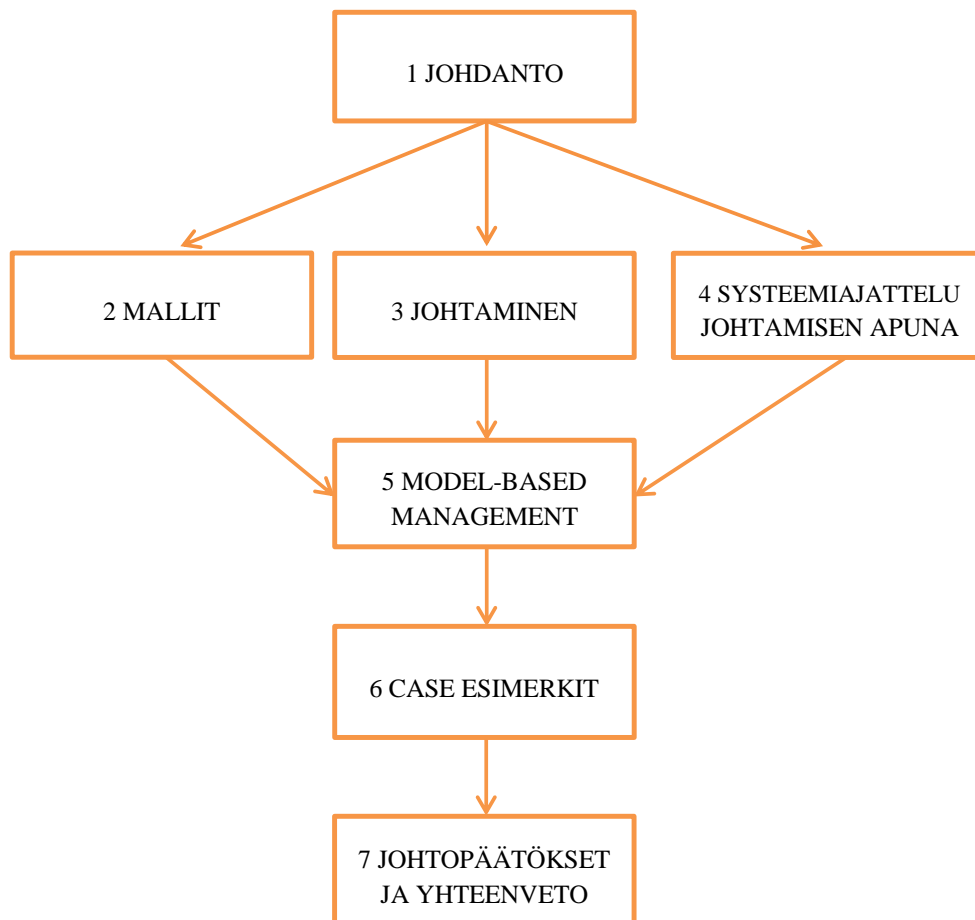 1 JOHDANTO
2 MALLIT
3 JOHTAMINEN
4 SYSTEEMIAJATTELU
JOHTAMISEN APUNA
5 MODEL-BASED
MANAGEMENT
6 CASE ESIMERKIT
7 JOHTOPÄÄTÖKSET
JA YHTEENVETO